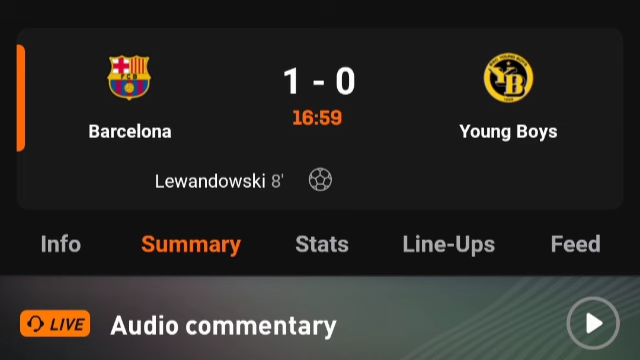 1 - 0
16:59
Barcelona
Young Boys
Lewandowski 8'
Info Summary Stats Line-Ups Feed
LIVE Audio commentary